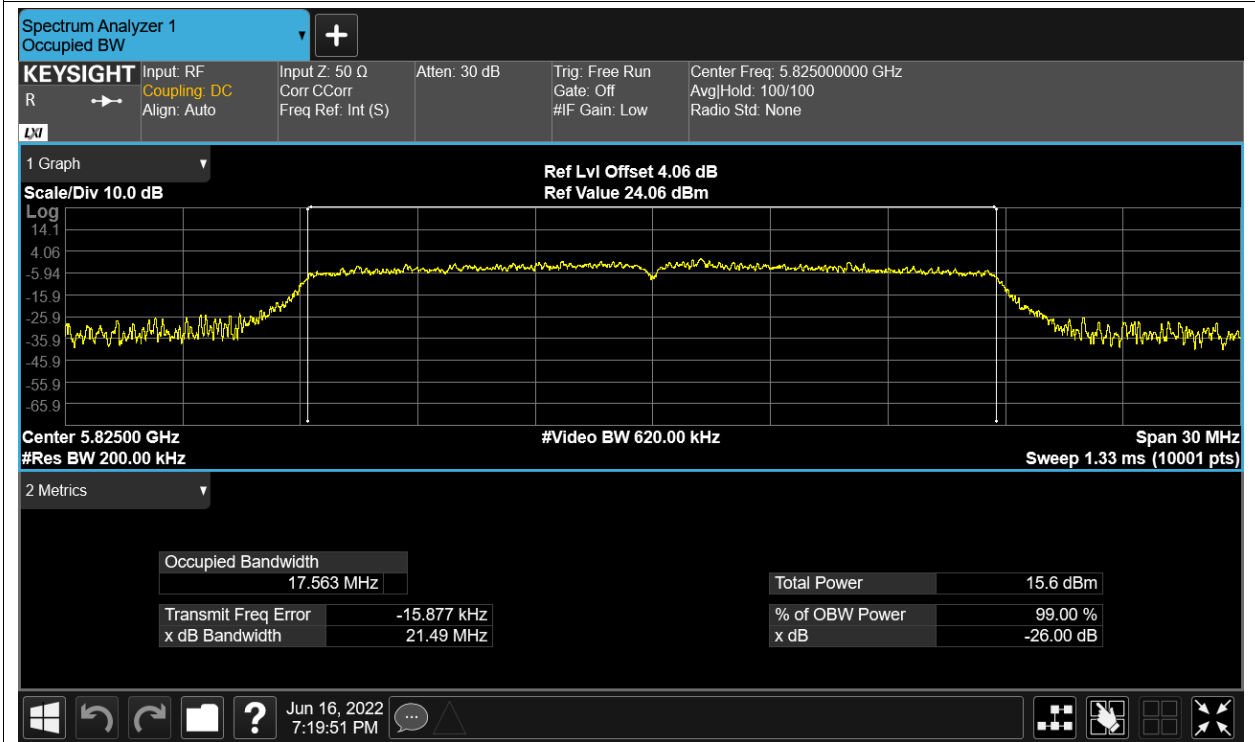 Spectrum Analyzer 1
Occupied BW
+
KEYSIGHT Input: RF Input Z: 50 Ω Atten: 30 dB Trig: Free Run Center Freq: 5.825000000 GHz
R Coupling: DC Corr CCorr Gate: Off Avg|Hold: 100/100
Align: Auto Freq Ref: Int (S) #IF Gain: Low Radio Std: None
LXI
1 Graph
Ref Lvl Offset 4.06 dB
Scale/Div 10.0 dB Ref Value 24.06 dBm
Log
14.1
4.06
-5.94
-15.9
-25.9
-35.9
-45.9
-55.9
-65.9
Center 5.82500 GHz #Video BW 620.00 kHz Span 30 MHz
#Res BW 200.00 kHz Sweep 1.33 ms (10001 pts)
2 Metrics
Occupied Bandwidth
17.563 MHz Total Power 15.6 dBm
Transmit Freq Error -15.877 kHz % of OBW Power 99.00 %
x dB Bandwidth 21.49 MHz x dB -26.00 dB
? Jun 16, 2022
7:19:51 PM